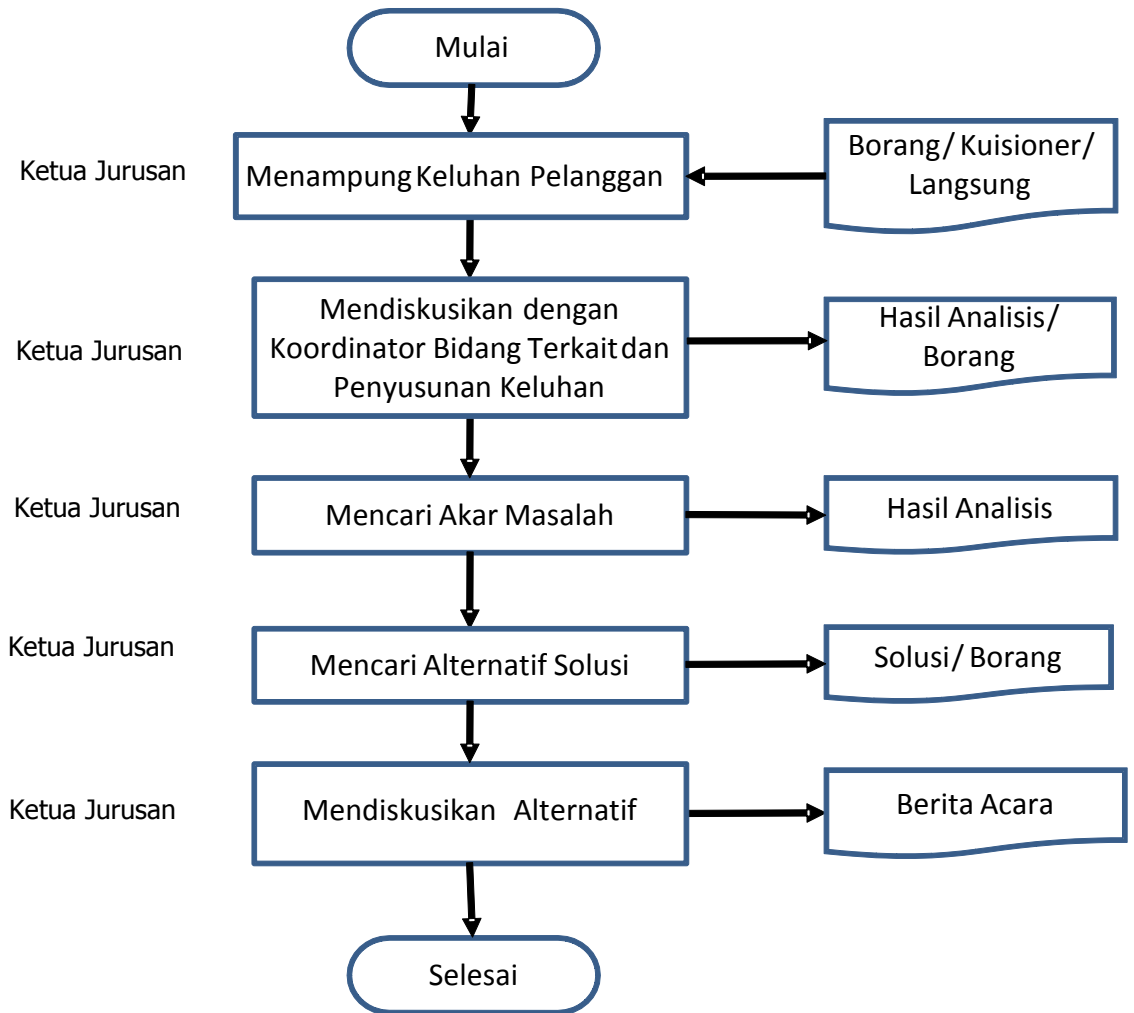 Mulai
Ketua Jurusan
Menampung Keluhan Pelanggan
Borang/ Kuisioner/
Langsung
Ketua Jurusan
Mendiskusikan dengan
Koordinator Bidang Terkait dan
Penyusunan Keluhan
Hasil Analisis/
Borang
Ketua Jurusan
Mencari Akar Masalah
Hasil Analisis
Ketua Jurusan
Mencari Alternatif Solusi
Solusi/ Borang
Ketua Jurusan
Mendiskusikan Alternatif
Berita Acara
Selesai